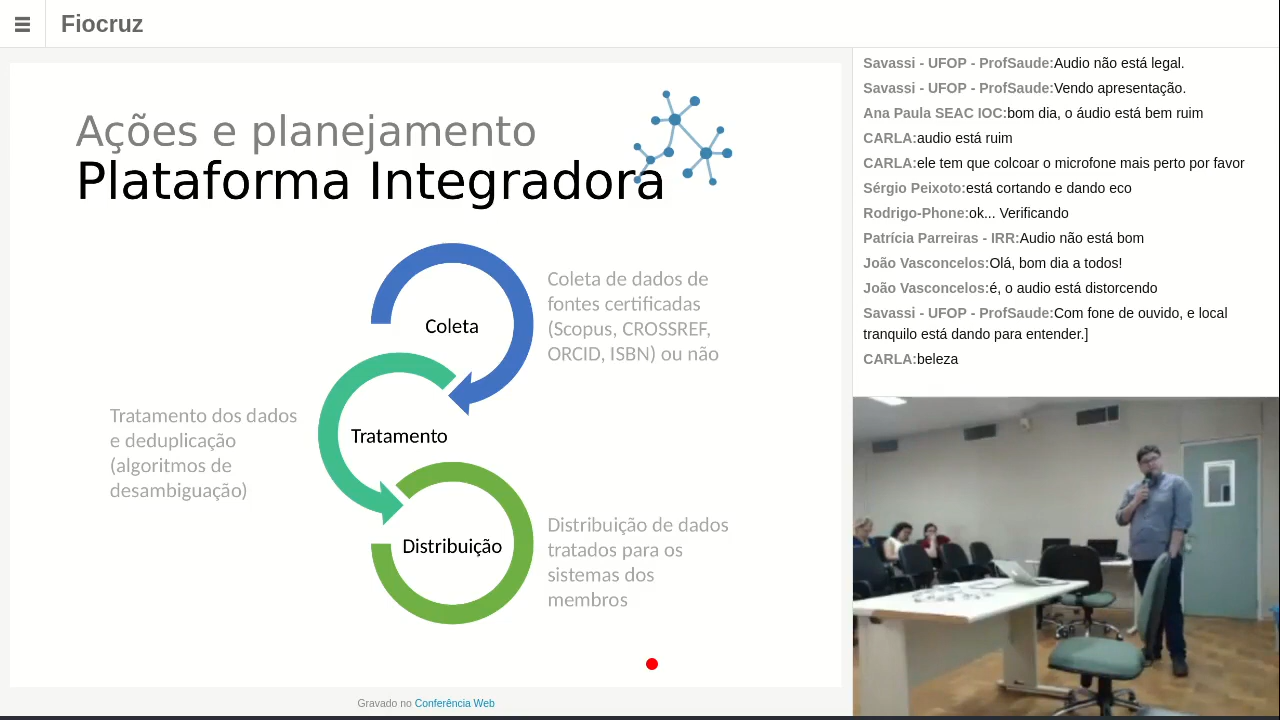 Fiocruz
Ações e planejamento
Plataforma Integradora
Coleta
Coleta de dados de
fontes certificadas
(Scopus, CROSSREF,
ORCID, ISBN) ou não
Tratamento dos dados
e deduplicação
(algoritmos de
desambiguação)
Tratamento
Distribuição
Distribuição de dados
tratados para os
sistemas dos
membros
Gravado no Conferência Web
Savassi - UFOP - ProfSaude:Audio não está legal.
Savassi - UFOP - ProfSaude:Vendo apresentação.
Ana Paula SEAC IOC:bom dia, o áudio está bem ruim
CARLA:audio está ruim
CARLA:ele tem que colcoar o microfone mais perto por favor
Sérgio Peixoto:está cortando e dando eco
Rodrigo-Phone:ok... Verificando
Patrícia Parreiras - IRR:Audio não está bom
João Vasconcelos:Olá, bom dia a todos!
João Vasconcelos:é, o audio está distorcendo
Savassi - UFOP - ProfSaude:Com fone de ouvido, e local
tranquilo está dando para entender.]
CARLA:beleza